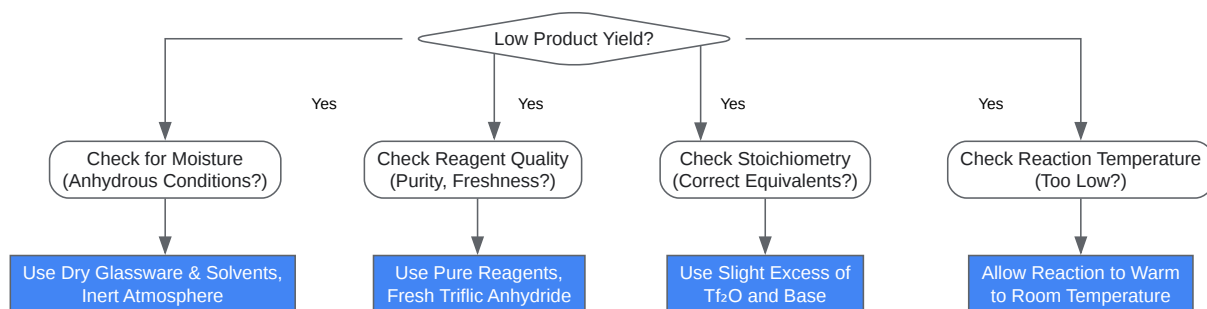 Low Product Yield?
Yes
Yes
Yes
Yes
Check for Moisture
(Anhydrous Conditions?)
Check Reagent Quality
(Purity, Freshness?)
Check Stoichiometry
(Correct Equivalents?)
Check Reaction Temperature
(Too Low?)
Use Dry Glassware & Solvents,
Inert Atmosphere
Use Pure Reagents,
Fresh Triflic Anhydride
Use Slight Excess of
Tf₂O and Base
Allow Reaction to Warm
to Room Temperature